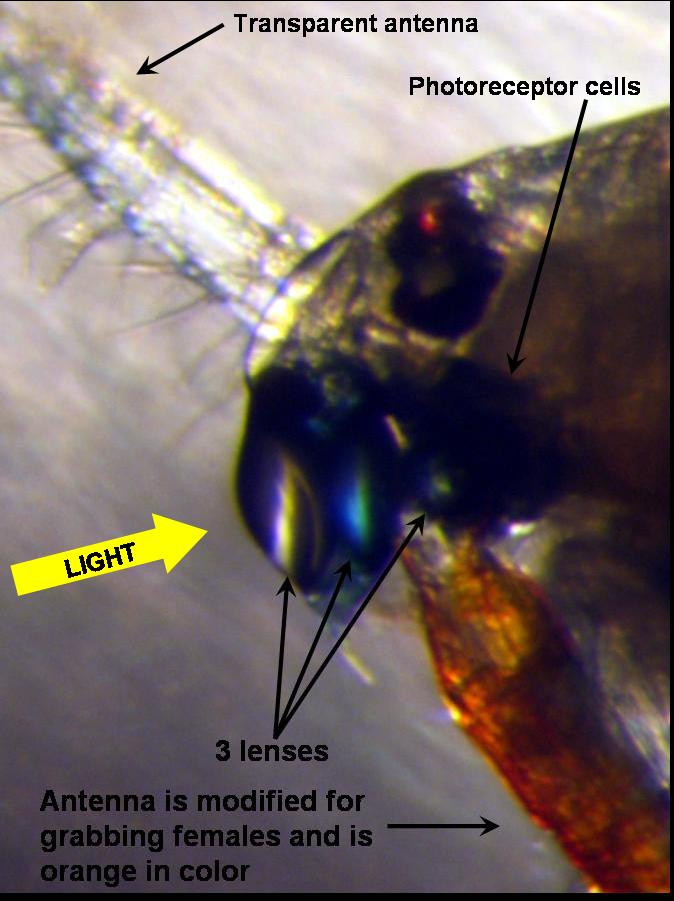 Transparent antenna
Photoreceptor cells
LIGHT
3 lenses
Antenna is modified for
grabbing females and is
orange in color